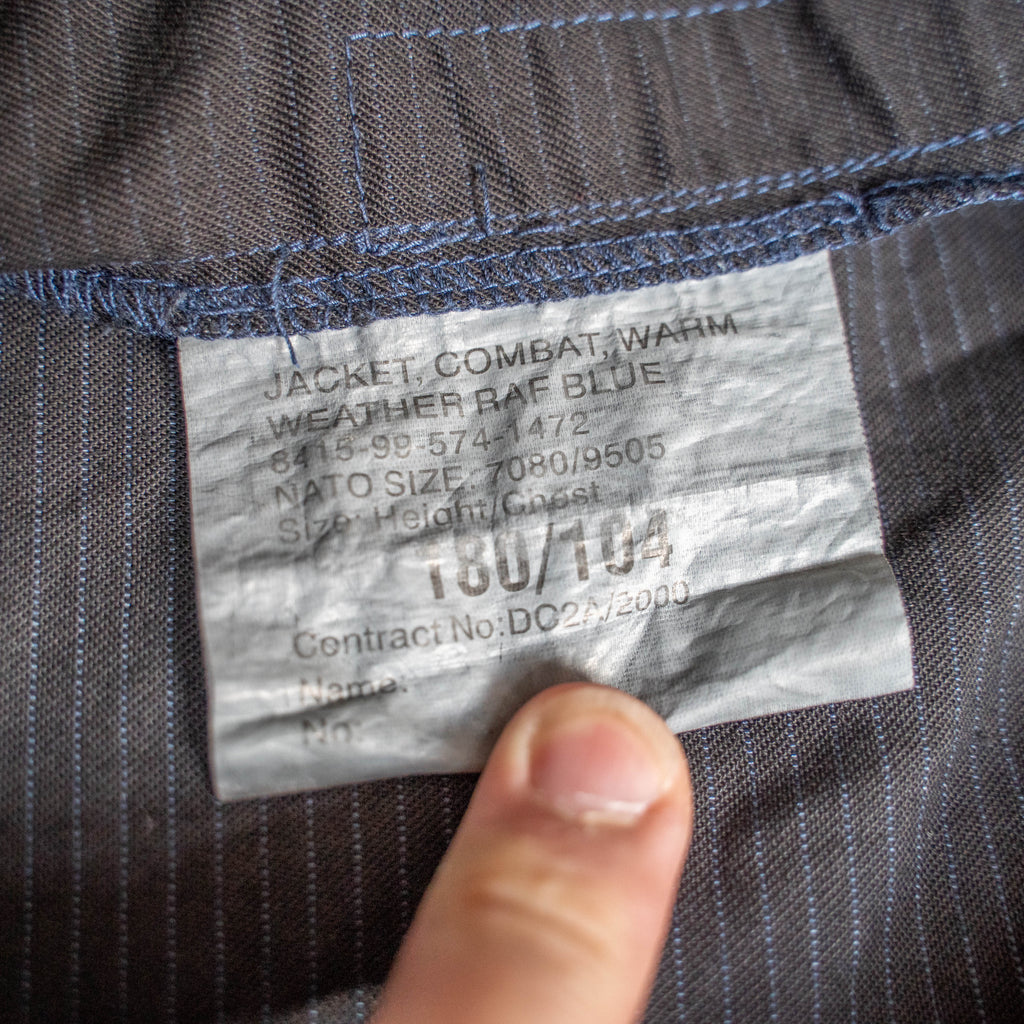 JACKET, COMBAT, WARM
WEATHER RAF BLUE
8415-99-574-1472
NATO SIZE: 7080/9505
Size: Height/Chest
180/104
Contract No:DC2A/2000
Name:
No: